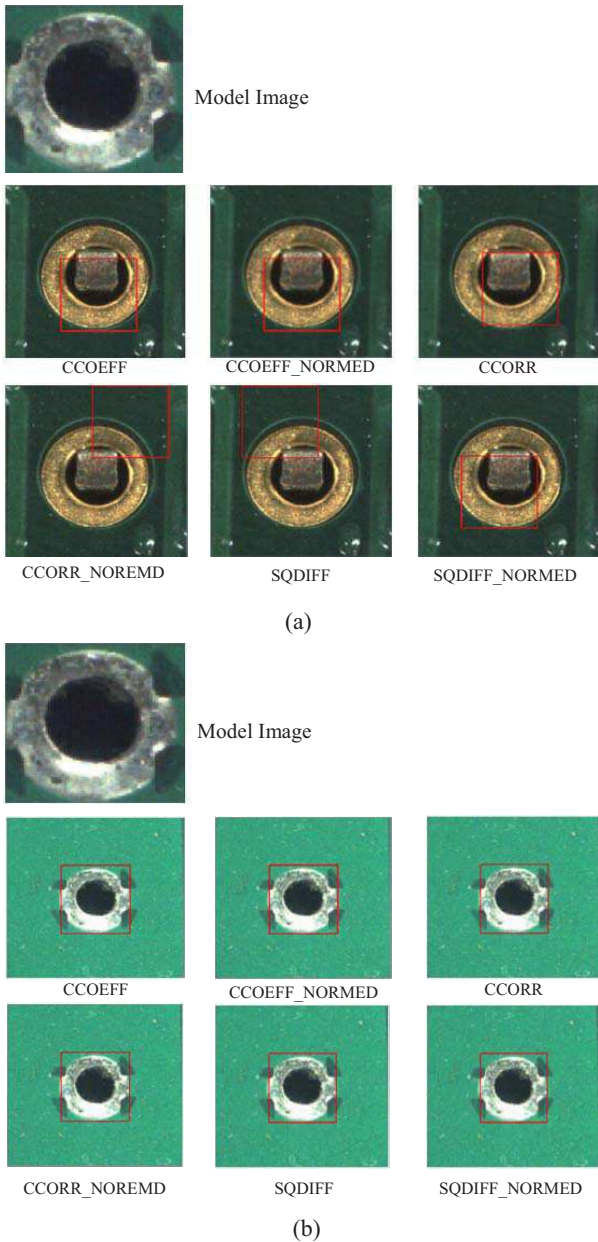 Model Image
CCOEFF
CCOEFF_NORMED
CCORR
CCORR_NOREMD
SQDIFF
SQDIFF_NORMED
(a)
Model Image
CCOEFF
CCOEFF_NORMED
CCORR
CCORR_NOREMD
SQDIFF
SQDIFF_NORMED
(b)